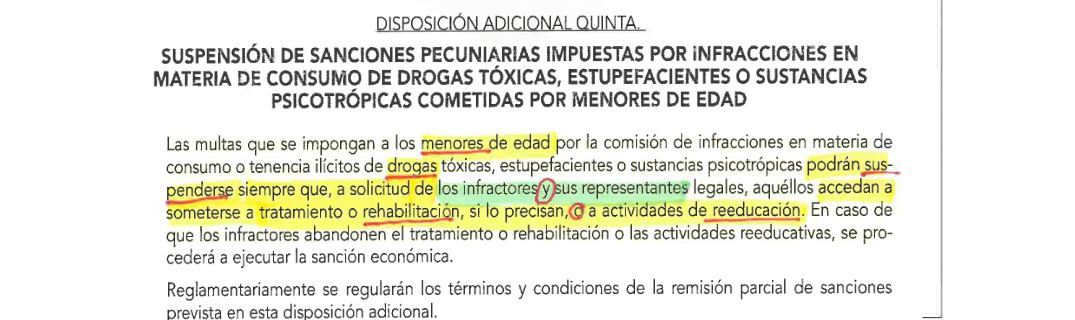 DISPOSICIÓN ADICIONAL QUINTA.
SUSPENSIÓN DE SANCIONES PECUNIARIAS IMPUESTAS POR INFRACCIONES EN
MATERIA DE CONSUMO DE DROGAS TÓXICAS, ESTUPEFACIENTES O SUSTANCIAS
PSICOTRÓPICAS COMETIDAS POR MENORES DE EDAD
Las multas que se impongan a los menores de edad por la comisión de infracciones en materia de
consumo o tenencia ilícitos de drogas tóxicas, estupefacientes o sustancias psicotrópicas podrán sus-
penderse siempre que, a solicitud de los infractores y sus representantes legales, aquéllos accedan a
someterse a tratamiento o rehabilitación, si lo precisan, o a actividades de reeducación. En caso de
que los infractores abandonen el tratamiento o rehabilitación o las actividades reeducativas, se pro-
cederá a ejecutar la sanción económica.
Reglamentariamente se regularán los términos y condiciones de la remisión parcial de sanciones
prevista en esta disposición adicional.